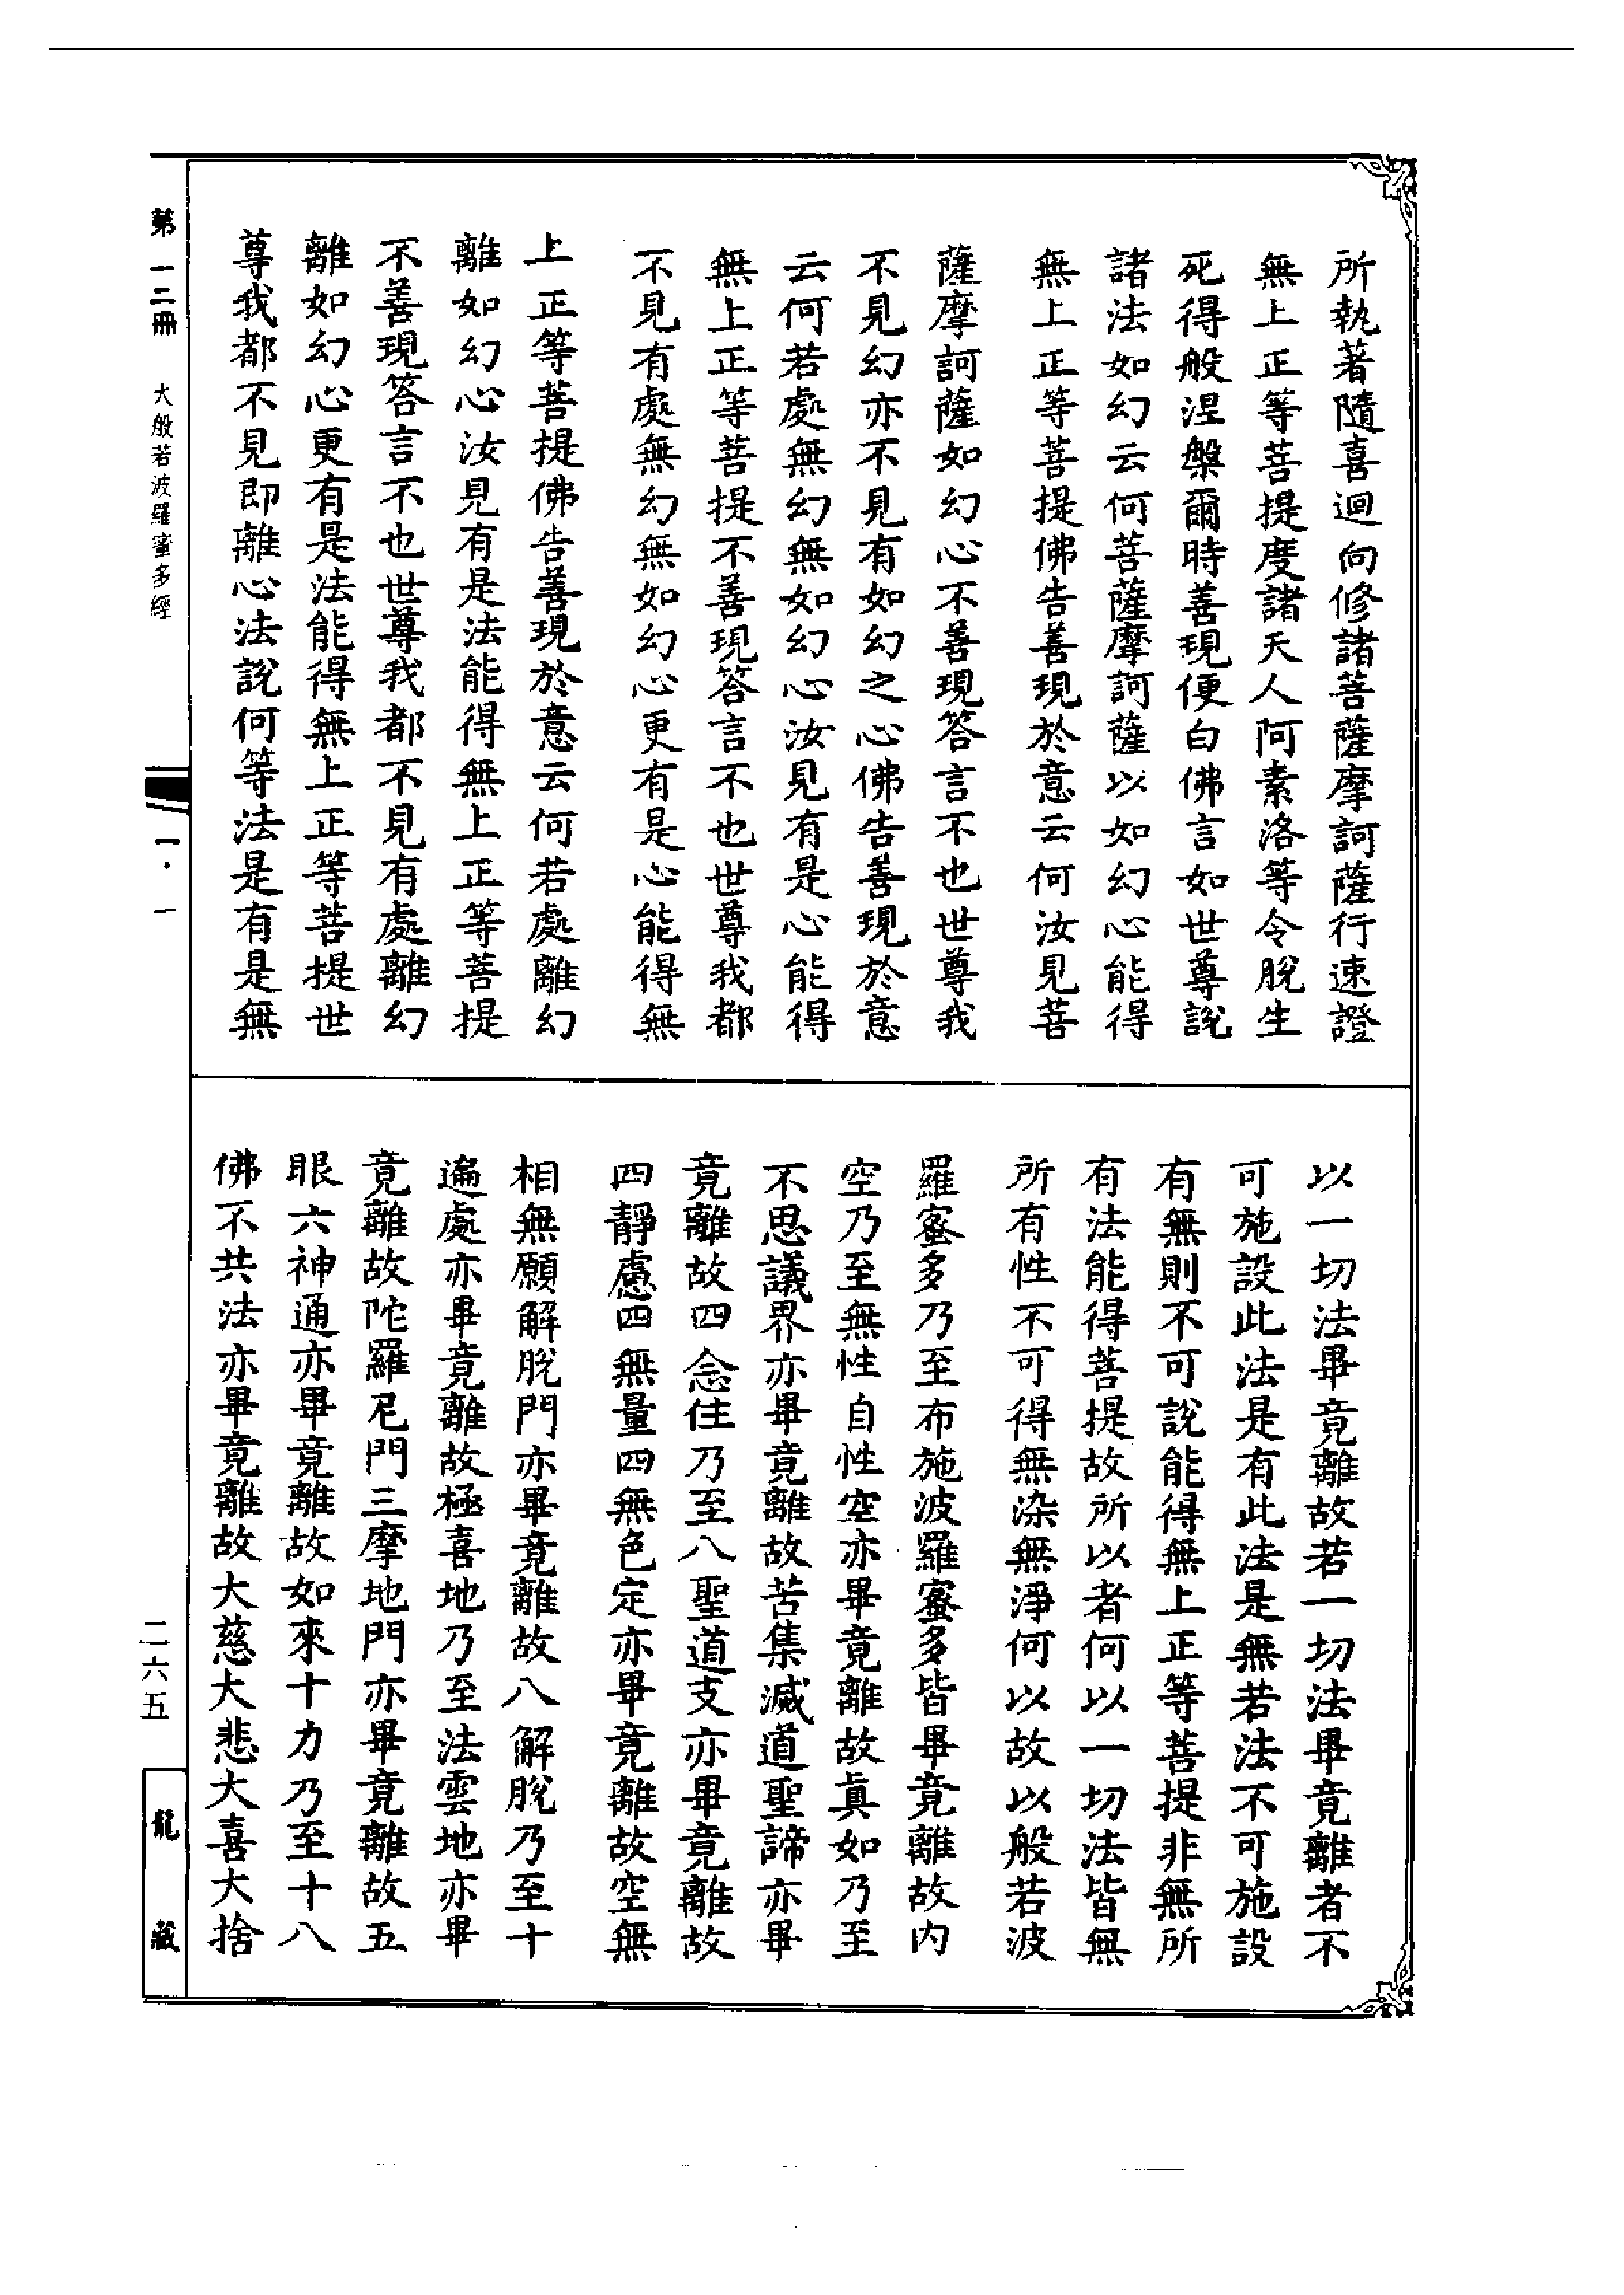 所執著隨喜迴向修諸菩薩摩訶薩行速證
無上正等菩提度諸天人阿素洛等令脫生
死得般涅槃爾時善現便白佛言如世尊說
諸法如幻云何菩薩摩訶薩以如幻心能得
無上正等菩提佛告善現於意云何汝見菩
薩摩訶薩如幻心不善現答言不也世尊我
不見幻亦不見有如幻之心佛告善現於意
云何若處無幻無如幻心汝見有是心能得
無上正等菩提不善現答言不也世尊我都
不見有處無幻無如幻心更有是心能得無
上正等菩提佛告善現於意云何若處離幻
離如幻心汝見有是法能得無上正等菩提
不善現答言不也世尊我都不見有處離幻
離如幻心更有是法能得無上正等菩提世
尊我都不見即離心法說何等法是有是無
以一切法畢竟離故若一切法畢竟離者不
可施設此法是有此法是無若法不可施設
有無則不可說能得無上正等菩提非無所
有法能得菩提故所以者何以一切法皆無
所有性不可得無染無淨何以故以般若波
羅蜜多乃至布施波羅蜜多皆畢竟離故內
空乃至無性自性空亦畢竟離故真如乃至
不思議界亦畢竟離故苦集滅道聖諦亦畢
竟離故四念住乃至八聖道支亦畢竟離故
四靜慮四無量四無色定亦畢竟離故空無
相無願解脫門亦畢竟離故八解脫乃至十
遍處亦畢竟離故極喜地乃至法雲地亦畢
竟離故陀羅尼門三摩地門亦畢竟離故五
眼六神通亦畢竟離故如來十力乃至十八
佛不共法亦畢竟離故大慈大悲大喜大捨
第一二冊 大般若波羅蜜多經
一·一
二六五
龍藏